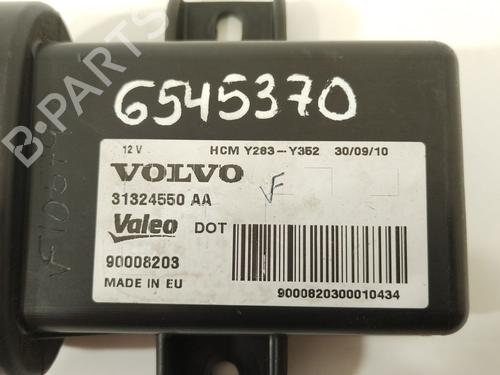 6545370
12 V HCM Y283-Y352 30/09/10
VOLVO
31324550 AA
VF
Valeo DOT
90008203
MADE IN EU
9000820300010434
B-PARTS